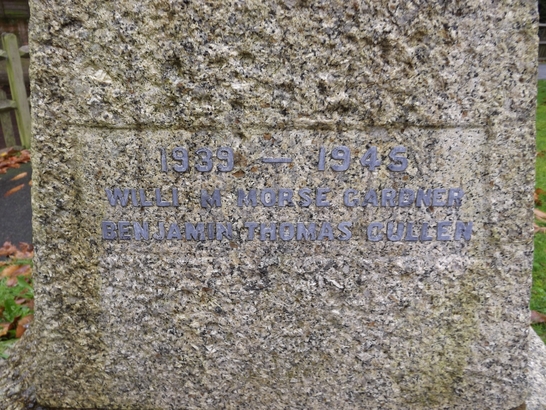 1939 — 1945
WILLI M MORSE GARDNER
BENJAMIN THOMAS CULLEN